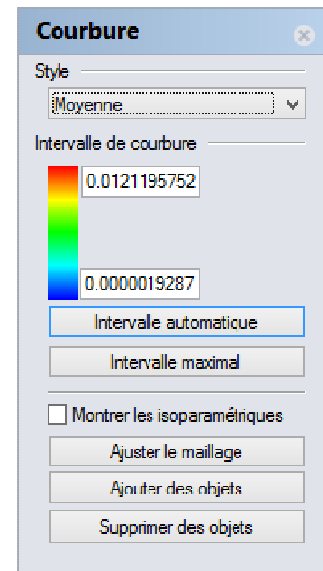 Courbure
Style
Moyenne
Intervalle de courbure
0.0121195752
0.0000019287
Intervalle automatique
Intervalle maximal
Montrer les isoparamétriques
Ajuster le maillage
Ajouter des objets
Supprimer des objets